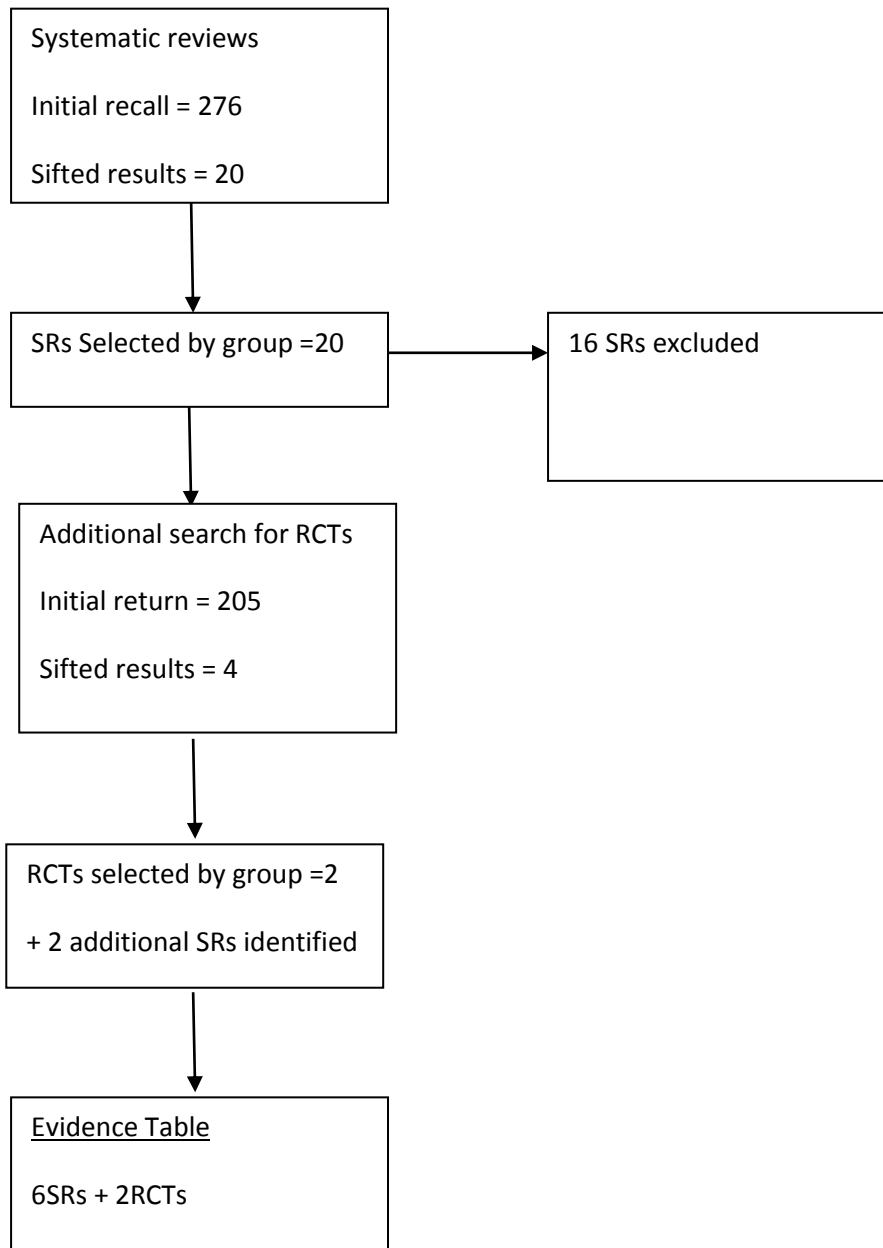 Systematic reviews
Initial recall = 276
Sifted results = 20
SRs Selected by group =20
16 SRs excluded
Additional search for RCTs
Initial return = 205
Sifted results = 4
RCTs selected by group =2
+ 2 additional SRs identified
Evidence Table
6SRs + 2RCTs